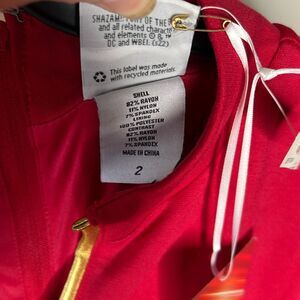 SHAZAM! FURY OF THE
and all related charact
and elements © & ™
DC and WBEI. (s22)
This label was made
with recycled materials.
SHELL
82% RAYON
11% NYLON
7% SPANDEX
LINING
100% POLYESTER
CONTRAST
82% RAYON
11% NYLON
7% SPANDEX
MADE IN CHINA
2